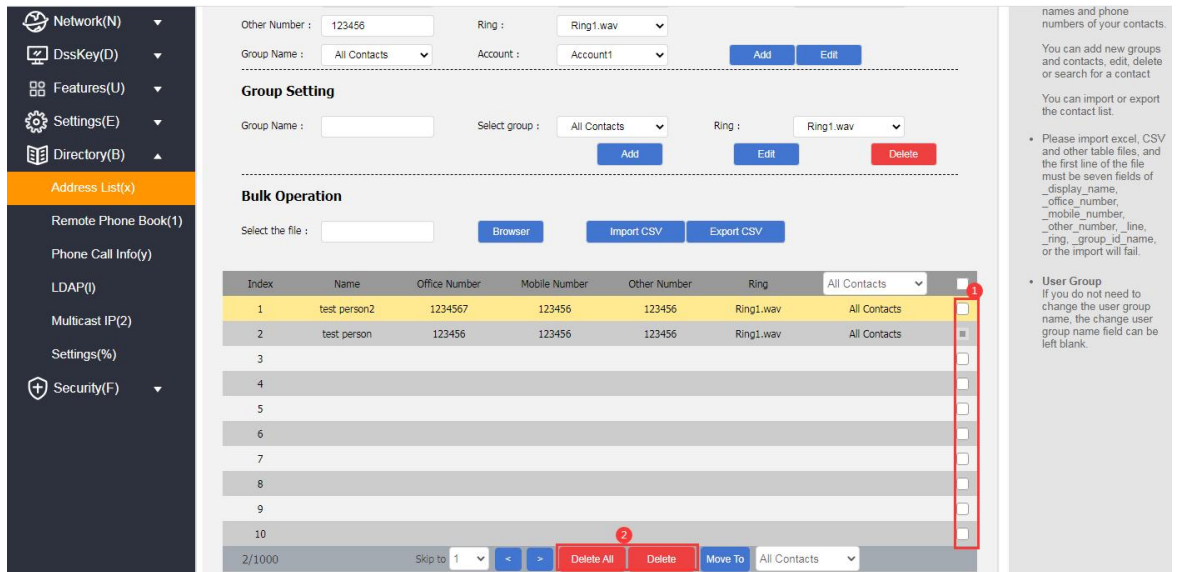 Network(N)
DssKey(D)
Features(U)
Settings(E)
Directory(B)
Address List(x)
Remote Phone Book(1)
Phone Call Info(y)
LDAP(l)
Multicast IP(2)
Settings(%)
Security(F)
Other Number : 123456 Ring : Ring1.wav
Group Name : All Contacts Account : Account1 Add Edit
Group Setting
Group Name : Select group : All Contacts Ring : Ring1.wav
Add Edit Delete
Bulk Operation
Select the file : Browser Import CSV Export CSV
Index Name Office Number Mobile Number Other Number Ring All Contacts
1
1 test person2 1234567 123456 123456 Ring1.wav All Contacts
2 test person 123456 123456 123456 Ring1.wav All Contacts
3
4
5
6
7
8
9
10
2
2/1000 Skip to 1 < > Delete All Delete Move To All Contacts
names and phone
numbers of your contacts.
You can add new groups
and contacts, edit, delete
or search for a contact
You can import or export
the contact list.
• Please import excel, CSV
and other table files, and
the first line of the file
must be seven fields of
_display_name,
_office_number,
_mobile_number,
_other_number, _line,
_ring, _group_id_name,
or the import will fail.
• User Group
If you do not need to
change the user group
name, the change user
group name field can be
left blank.